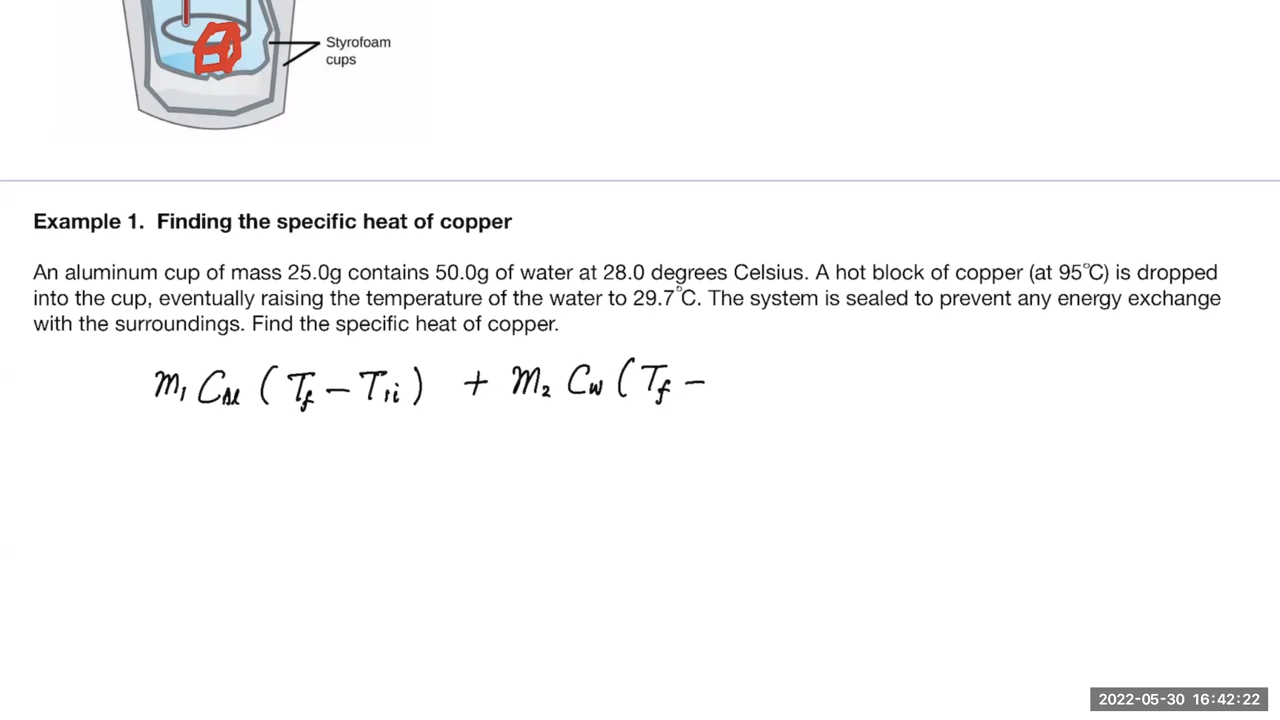 Styrofoam
cups
Example 1. Finding the specific heat of copper
An aluminum cup of mass 25.0g contains 50.0g of water at 28.0 degrees Celsius. A hot block of copper (at 95°C) is dropped
into the cup, eventually raising the temperature of the water to 29.7°C. The system is sealed to prevent any energy exchange
with the surroundings. Find the specific heat of copper.
m₁ C_Al (T_f − T_1i) + m₂ C_w (T_f −
2022-05-30 16:42:22